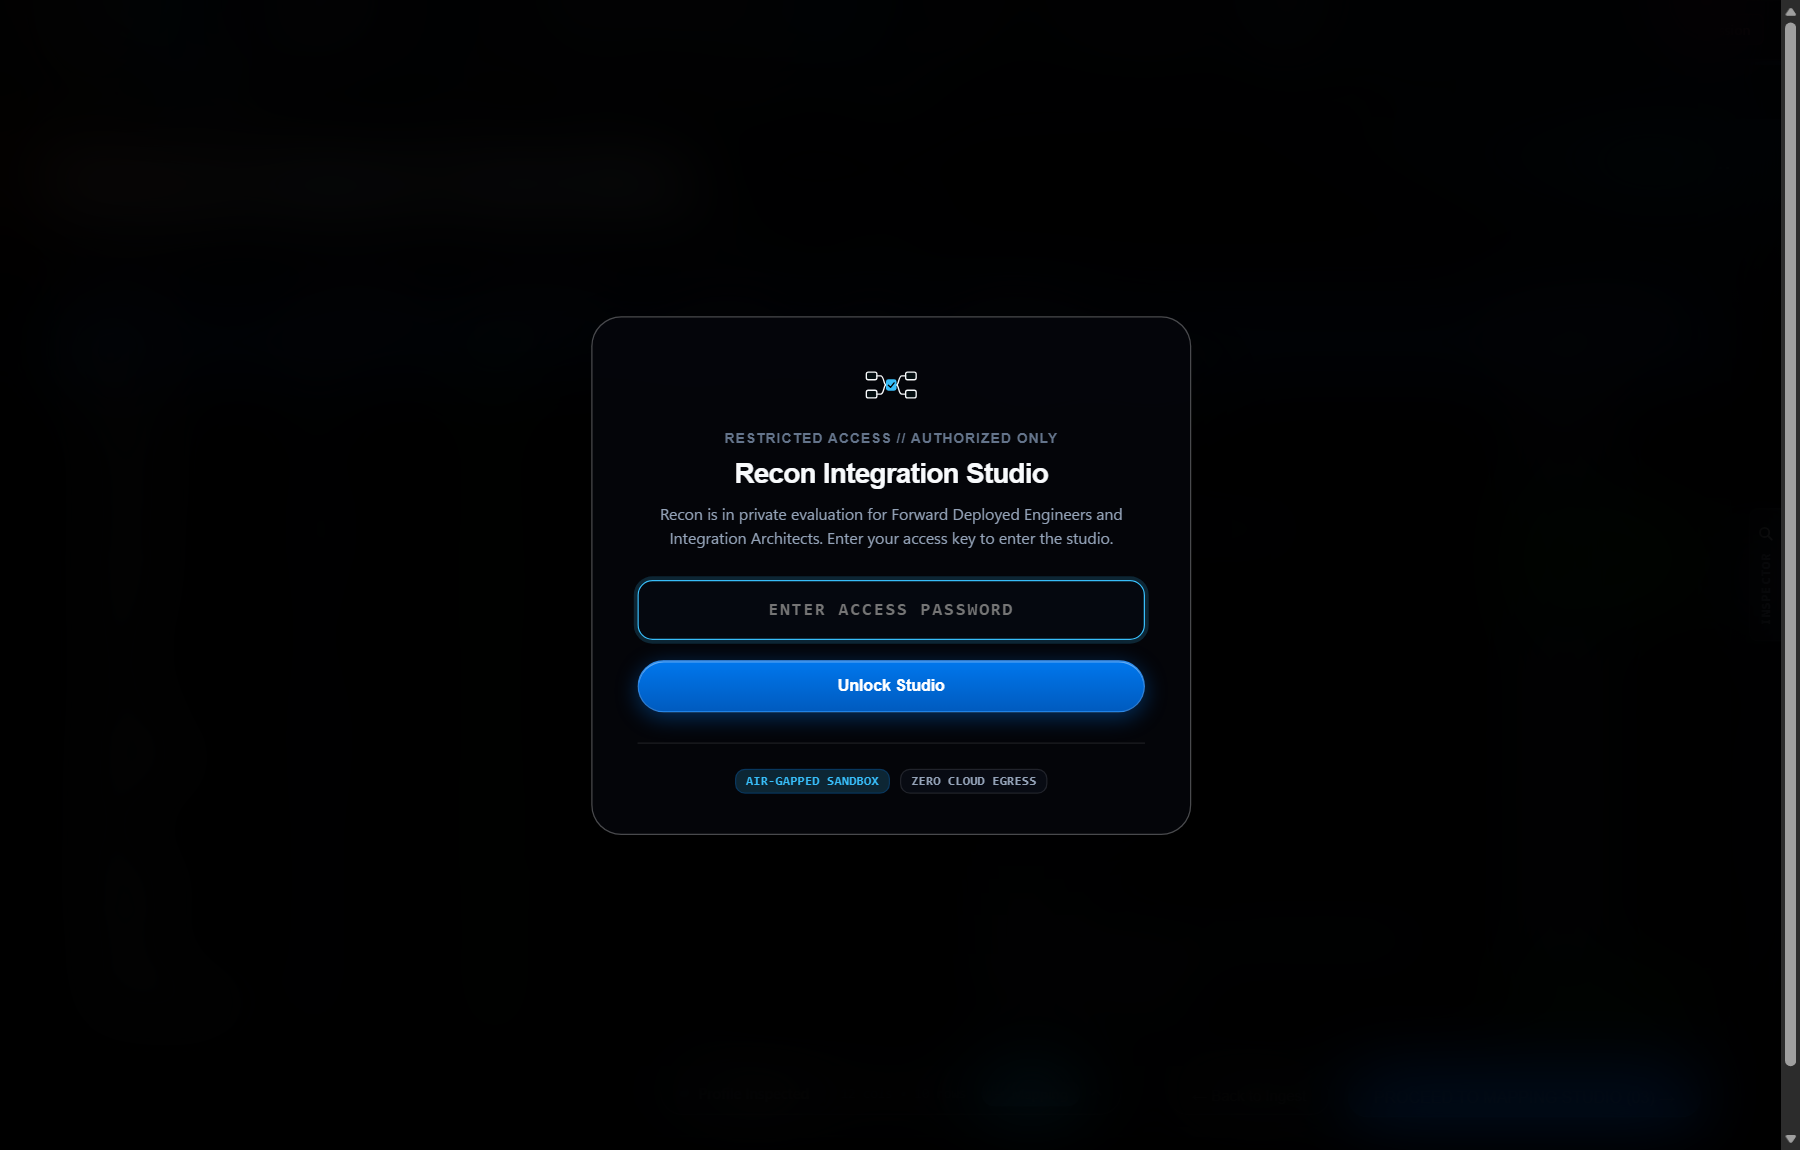 RESTRICTED ACCESS // AUTHORIZED ONLY
Recon Integration Studio
Recon is in private evaluation for Forward Deployed Engineers and
Integration Architects. Enter your access key to enter the studio.
ENTER ACCESS PASSWORD
Unlock Studio
AIR-GAPPED SANDBOX
ZERO CLOUD EGRESS
INSPECTOR